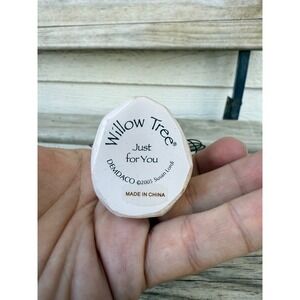 Willow Tree®
Just
for You
DEMDACO ©2005 Susan Lordi
MADE IN CHINA